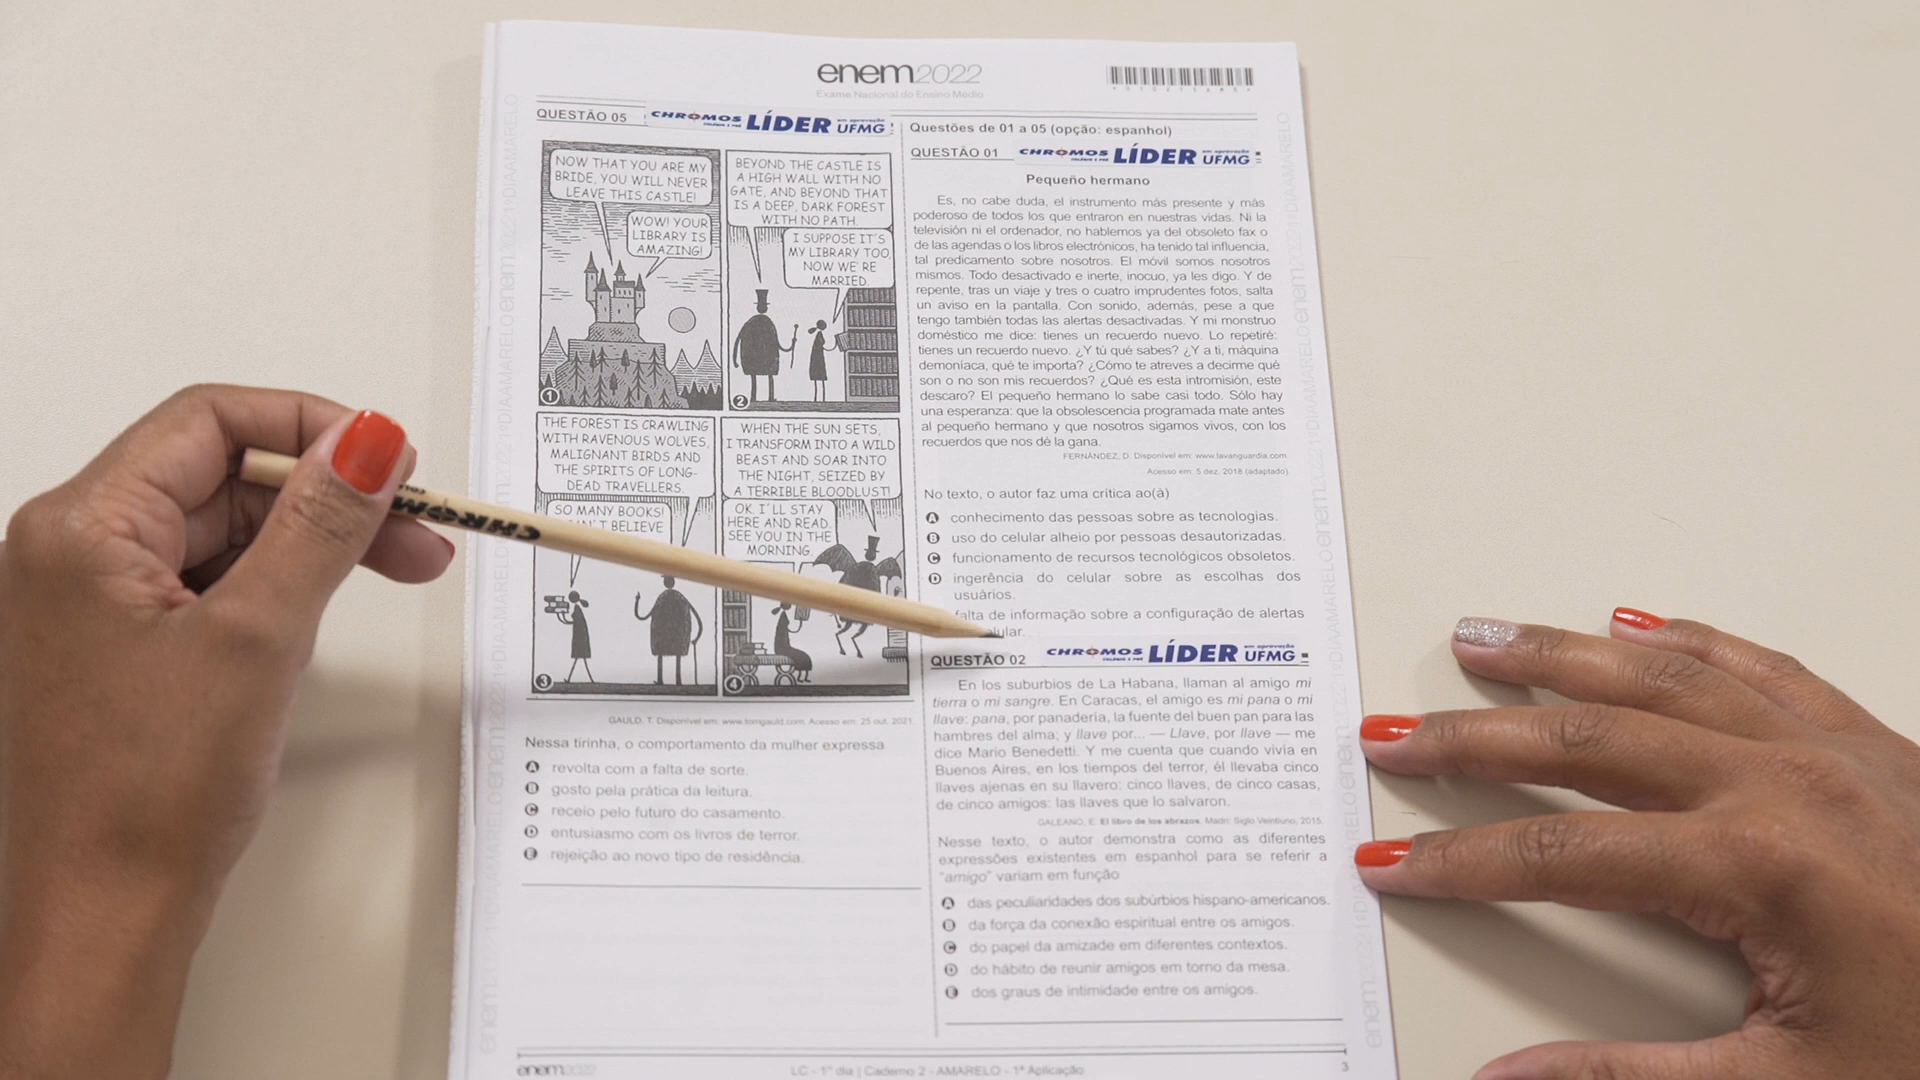 enem2022
Exame Nacional do Ensino Médio
QUESTÃO 05
CHROMOS
COLÉGIO E PRÉ
LÍDER
em aprovação
UFMG
NOW THAT YOU ARE MY
BRIDE, YOU WILL NEVER
LEAVE THIS CASTLE!
WOW! YOUR
LIBRARY IS
AMAZING!
1
BEYOND THE CASTLE IS
A HIGH WALL WITH NO
GATE, AND BEYOND THAT
IS A DEEP, DARK FOREST
WITH NO PATH.
I SUPPOSE IT'S
MY LIBRARY TOO,
NOW WE'RE
MARRIED.
2
THE FOREST IS CRAWLING
WITH RAVENOUS WOLVES,
MALIGNANT BIRDS AND
THE SPIRITS OF LONG-
DEAD TRAVELLERS.
SO MANY BOOKS!
BELIEVE
3
WHEN THE SUN SETS,
I TRANSFORM INTO A WILD
BEAST AND SOAR INTO
THE NIGHT, SEIZED BY
A TERRIBLE BLOODLUST!
OK. I'LL STAY
HERE AND READ.
SEE YOU IN THE
MORNING.
4
GAULD, T. Disponível em: www.tomgauld.com. Acesso em: 25 out. 2021.
Nessa tirinha, o comportamento da mulher expressa
A revolta com a falta de sorte.
B gosto pela prática da leitura.
C receio pelo futuro do casamento.
D entusiasmo com os livros de terror.
E rejeição ao novo tipo de residência.
Questões de 01 a 05 (opção: espanhol)
QUESTÃO 01
CHROMOS
COLÉGIO E PRÉ
LÍDER
em aprovação
UFMG
Pequeño hermano
Es, no cabe duda, el instrumento más presente y más
poderoso de todos los que entraron en nuestras vidas. Ni la
televisión ni el ordenador, no hablemos ya del obsoleto fax o
de las agendas o los libros electrónicos, ha tenido tal influencia,
tal predicamento sobre nosotros. El móvil somos nosotros
mismos. Todo desactivado e inerte, inocuo, ya les digo. Y de
repente, tras un viaje y tres o cuatro imprudentes fotos, salta
un aviso en la pantalla. Con sonido, además, pese a que
tengo también todas las alertas desactivadas. Y mi monstruo
doméstico me dice: tienes un recuerdo nuevo. Lo repetiré:
tienes un recuerdo nuevo. ¿Y tú qué sabes? ¿Y a ti, máquina
demoníaca, qué te importa? ¿Cómo te atreves a decirme qué
son o no son mis recuerdos? ¿Qué es esta intromisión, este
descaro? El pequeño hermano lo sabe casi todo. Sólo hay
una esperanza: que la obsolescencia programada mate antes
al pequeño hermano y que nosotros sigamos vivos, con los
recuerdos que nos dé la gana.
FERNÁNDEZ, D. Disponível em: www.lavanguardia.com.
Acesso em: 5 dez. 2018 (adaptado).
No texto, o autor faz uma crítica ao(à)
A conhecimento das pessoas sobre as tecnologias.
B uso do celular alheio por pessoas desautorizadas.
C funcionamento de recursos tecnológicos obsoletos.
D ingerência do celular sobre as escolhas dos
usuários.
falta de informação sobre a configuração de alertas
QUESTÃO 02
CHROMOS
COLÉGIO E PRÉ
LÍDER
em aprovação
UFMG
En los suburbios de La Habana, llaman al amigo mi
tierra o mi sangre. En Caracas, el amigo es mi pana o mi
llave: pana, por panadería, la fuente del buen pan para las
hambres del alma; y llave por... — Llave, por llave — me
dice Mario Benedetti. Y me cuenta que cuando vivía en
Buenos Aires, en los tiempos del terror, él llevaba cinco
llaves ajenas en su llavero: cinco llaves, de cinco casas,
de cinco amigos: las llaves que lo salvaron.
GALEANO, E. El libro de los abrazos. Madri: Siglo Veintiuno, 2015.
Nesse texto, o autor demonstra como as diferentes
expressões existentes em espanhol para se referir a
"amigo" variam em função
A das peculiaridades dos subúrbios hispano-americanos.
B da força da conexão espiritual entre os amigos.
C do papel da amizade em diferentes contextos.
D do hábito de reunir amigos em torno da mesa.
E dos graus de intimidade entre os amigos.
enem2022
LC - 1° dia | Caderno 2 - AMARELO - 1ª Aplicação
3
CHROMOS